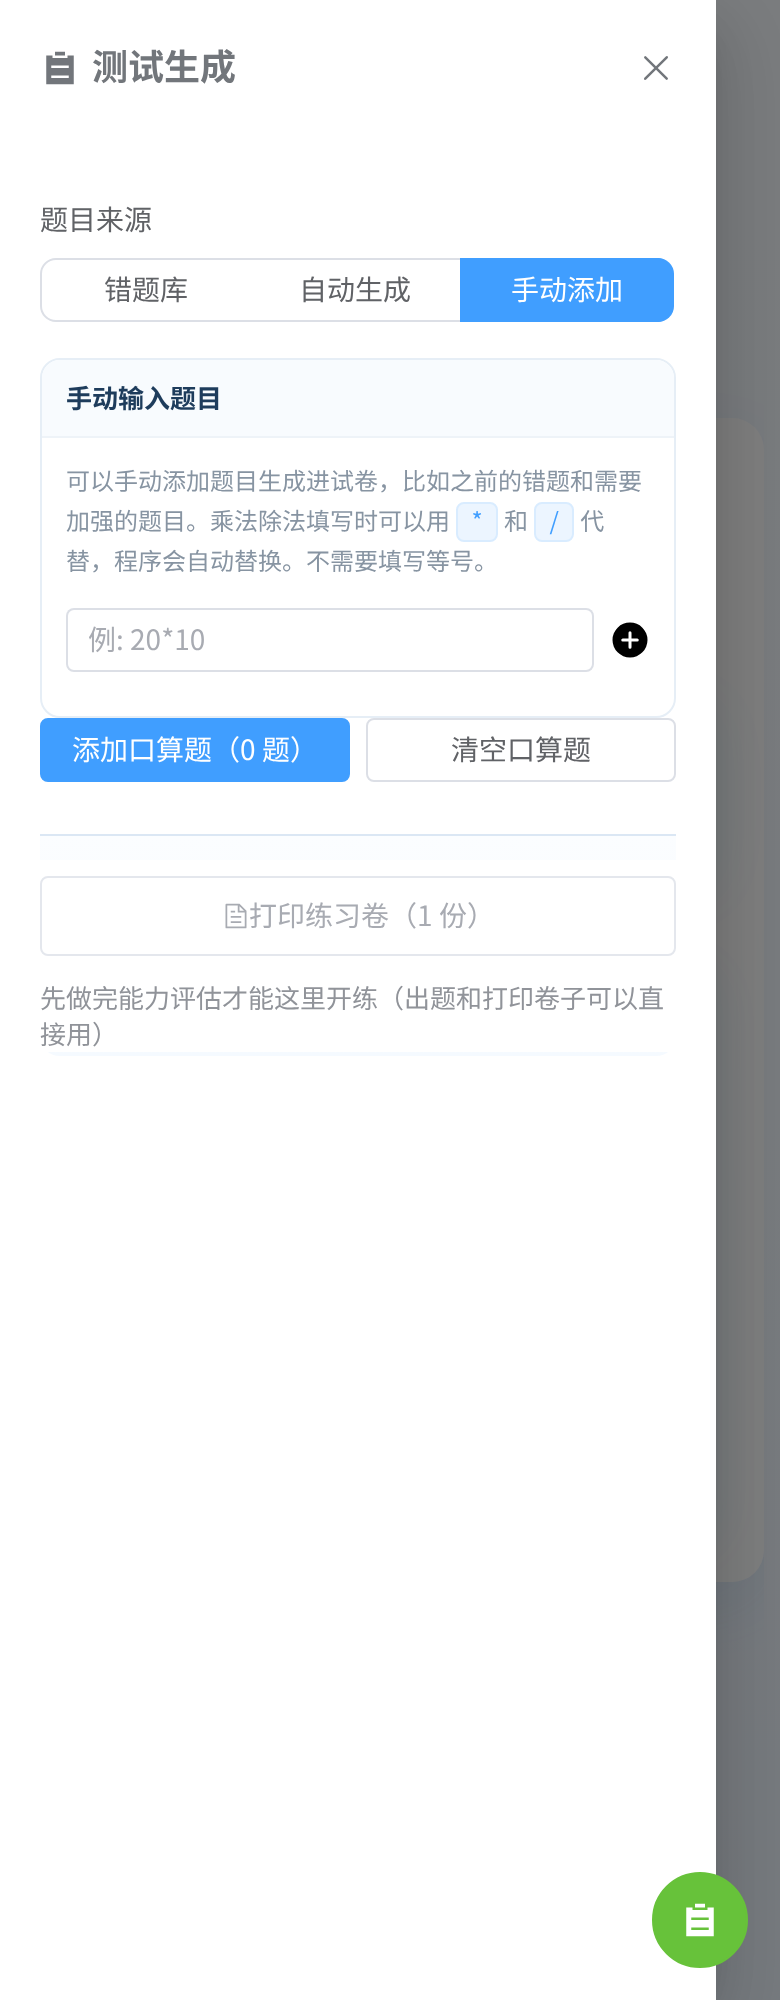 测试生成
题目来源
错题库 自动生成 手动添加
手动输入题目
可以手动添加题目生成进试卷，比如之前的错题和需要
加强的题目。乘法除法填写时可以用 * 和 / 代
替，程序会自动替换。不需要填写等号。
例: 20*10
添加口算题（0 题） 清空口算题
打印练习卷（1 份）
先做完能力评估才能这里开练（出题和打印卷子可以直
接用）